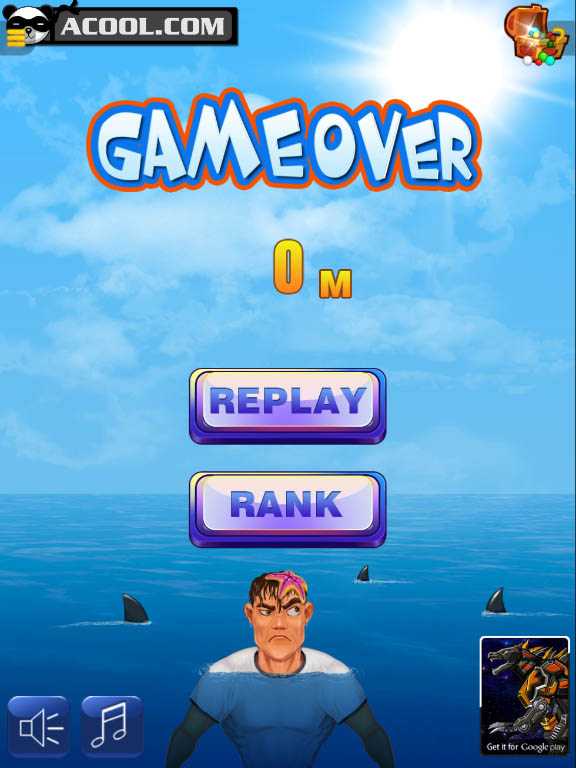 ACOOL.COM
GAMEOVER
0 M
REPLAY
RANK
Get it for Google play